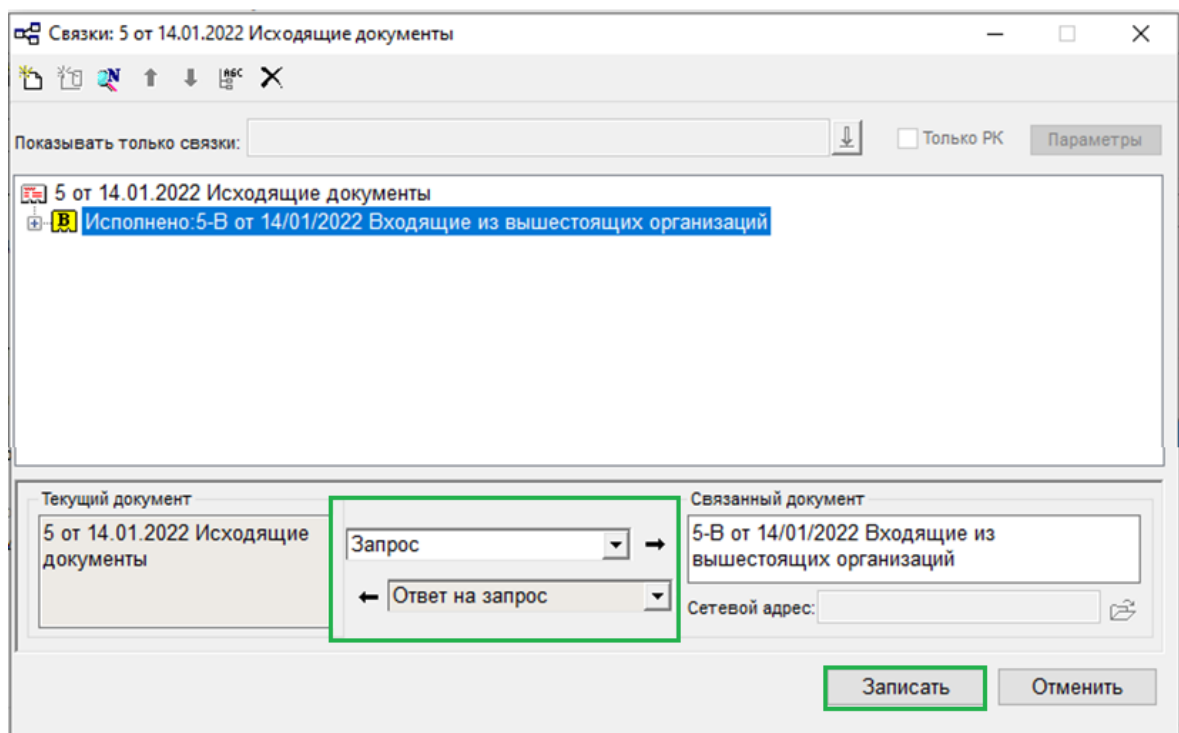 Связки: 5 от 14.01.2022 Исходящие документы
Показывать только связки:
Только РК
Параметры
5 от 14.01.2022 Исходящие документы
В Исполнено:5-В от 14/01/2022 Входящие из вышестоящих организаций
Текущий документ
5 от 14.01.2022 Исходящие
документы
Запрос
Ответ на запрос
Связанный документ
5-В от 14/01/2022 Входящие из
вышестоящих организаций
Сетевой адрес:
Записать
Отменить